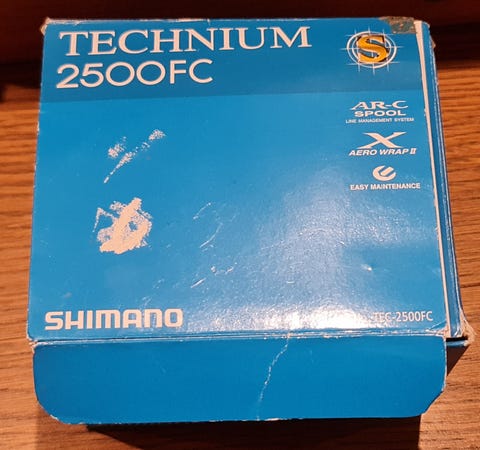 TECHNIUM
2500FC
S
AR-C
SPOOL
LINE MANAGEMENT SYSTEM
X
AERO WRAP II
EASY MAINTENANCE
SHIMANO
TEC-2500FC